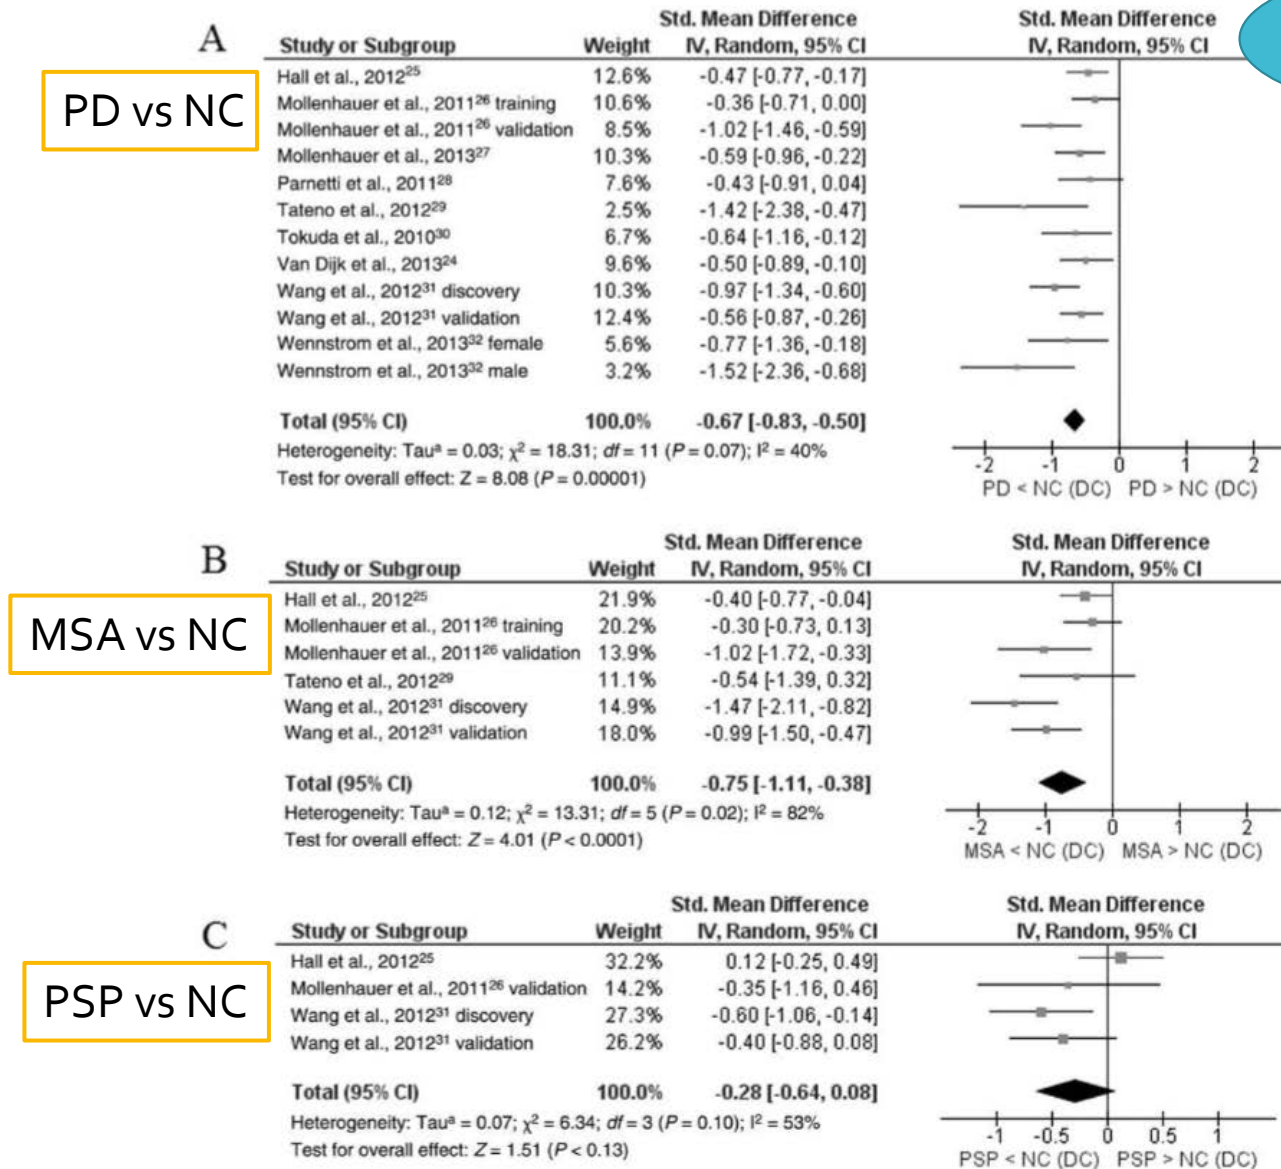 A
PD vs NC
Std. Mean Difference Std. Mean Difference
Study or Subgroup Weight IV, Random, 95% CI IV, Random, 95% CI
Hall et al., 2012²⁵ 12.6% -0.47 [-0.77, -0.17]
Mollenhauer et al., 2011²⁶ training 10.6% -0.36 [-0.71, 0.00]
Mollenhauer et al., 2011²⁶ validation 8.5% -1.02 [-1.46, -0.59]
Mollenhauer et al., 2013²⁷ 10.3% -0.59 [-0.96, -0.22]
Parnetti et al., 2011²⁸ 7.6% -0.43 [-0.91, 0.04]
Tateno et al., 2012²⁹ 2.5% -1.42 [-2.38, -0.47]
Tokuda et al., 2010³⁰ 6.7% -0.64 [-1.16, -0.12]
Van Dijk et al., 2013²⁴ 9.6% -0.50 [-0.89, -0.10]
Wang et al., 2012³¹ discovery 10.3% -0.97 [-1.34, -0.60]
Wang et al., 2012³¹ validation 12.4% -0.56 [-0.87, -0.26]
Wennstrom et al., 2013³² female 5.6% -0.77 [-1.36, -0.18]
Wennstrom et al., 2013³² male 3.2% -1.52 [-2.36, -0.68]
Total (95% CI) 100.0% -0.67 [-0.83, -0.50]
Heterogeneity: Tauª = 0.03; χ² = 18.31; df = 11 (P = 0.07); I² = 40%
Test for overall effect: Z = 8.08 (P = 0.00001)
-2 -1 0 1 2
PD < NC (DC) PD > NC (DC)
B
MSA vs NC
Std. Mean Difference Std. Mean Difference
Study or Subgroup Weight IV, Random, 95% CI IV, Random, 95% CI
Hall et al., 2012²⁵ 21.9% -0.40 [-0.77, -0.04]
Mollenhauer et al., 2011²⁶ training 20.2% -0.30 [-0.73, 0.13]
Mollenhauer et al., 2011²⁶ validation 13.9% -1.02 [-1.72, -0.33]
Tateno et al., 2012²⁹ 11.1% -0.54 [-1.39, 0.32]
Wang et al., 2012³¹ discovery 14.9% -1.47 [-2.11, -0.82]
Wang et al., 2012³¹ validation 18.0% -0.99 [-1.50, -0.47]
Total (95% CI) 100.0% -0.75 [-1.11, -0.38]
Heterogeneity: Tauª = 0.12; χ² = 13.31; df = 5 (P = 0.02); I² = 82%
Test for overall effect: Z = 4.01 (P < 0.0001)
-2 -1 0 1 2
MSA < NC (DC) MSA > NC (DC)
C
PSP vs NC
Std. Mean Difference Std. Mean Difference
Study or Subgroup Weight IV, Random, 95% CI IV, Random, 95% CI
Hall et al., 2012²⁵ 32.2% 0.12 [-0.25, 0.49]
Mollenhauer et al., 2011²⁶ validation 14.2% -0.35 [-1.16, 0.46]
Wang et al., 2012³¹ discovery 27.3% -0.60 [-1.06, -0.14]
Wang et al., 2012³¹ validation 26.2% -0.40 [-0.88, 0.08]
Total (95% CI) 100.0% -0.28 [-0.64, 0.08]
Heterogeneity: Tauª = 0.07; χ² = 6.34; df = 3 (P = 0.10); I² = 53%
Test for overall effect: Z = 1.51 (P < 0.13)
-1 -0.5 0 0.5 1
PSP < NC (DC) PSP > NC (DC)